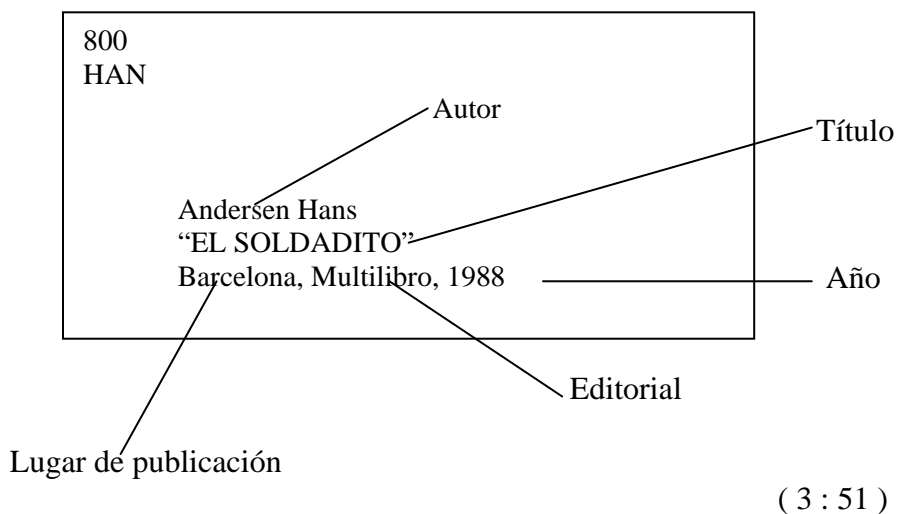 800
HAN
Autor
Título
Andersen Hans
“EL SOLDADITO”
Barcelona, Multilibro, 1988
Año
Editorial
Lugar de publicación
( 3 : 51 )